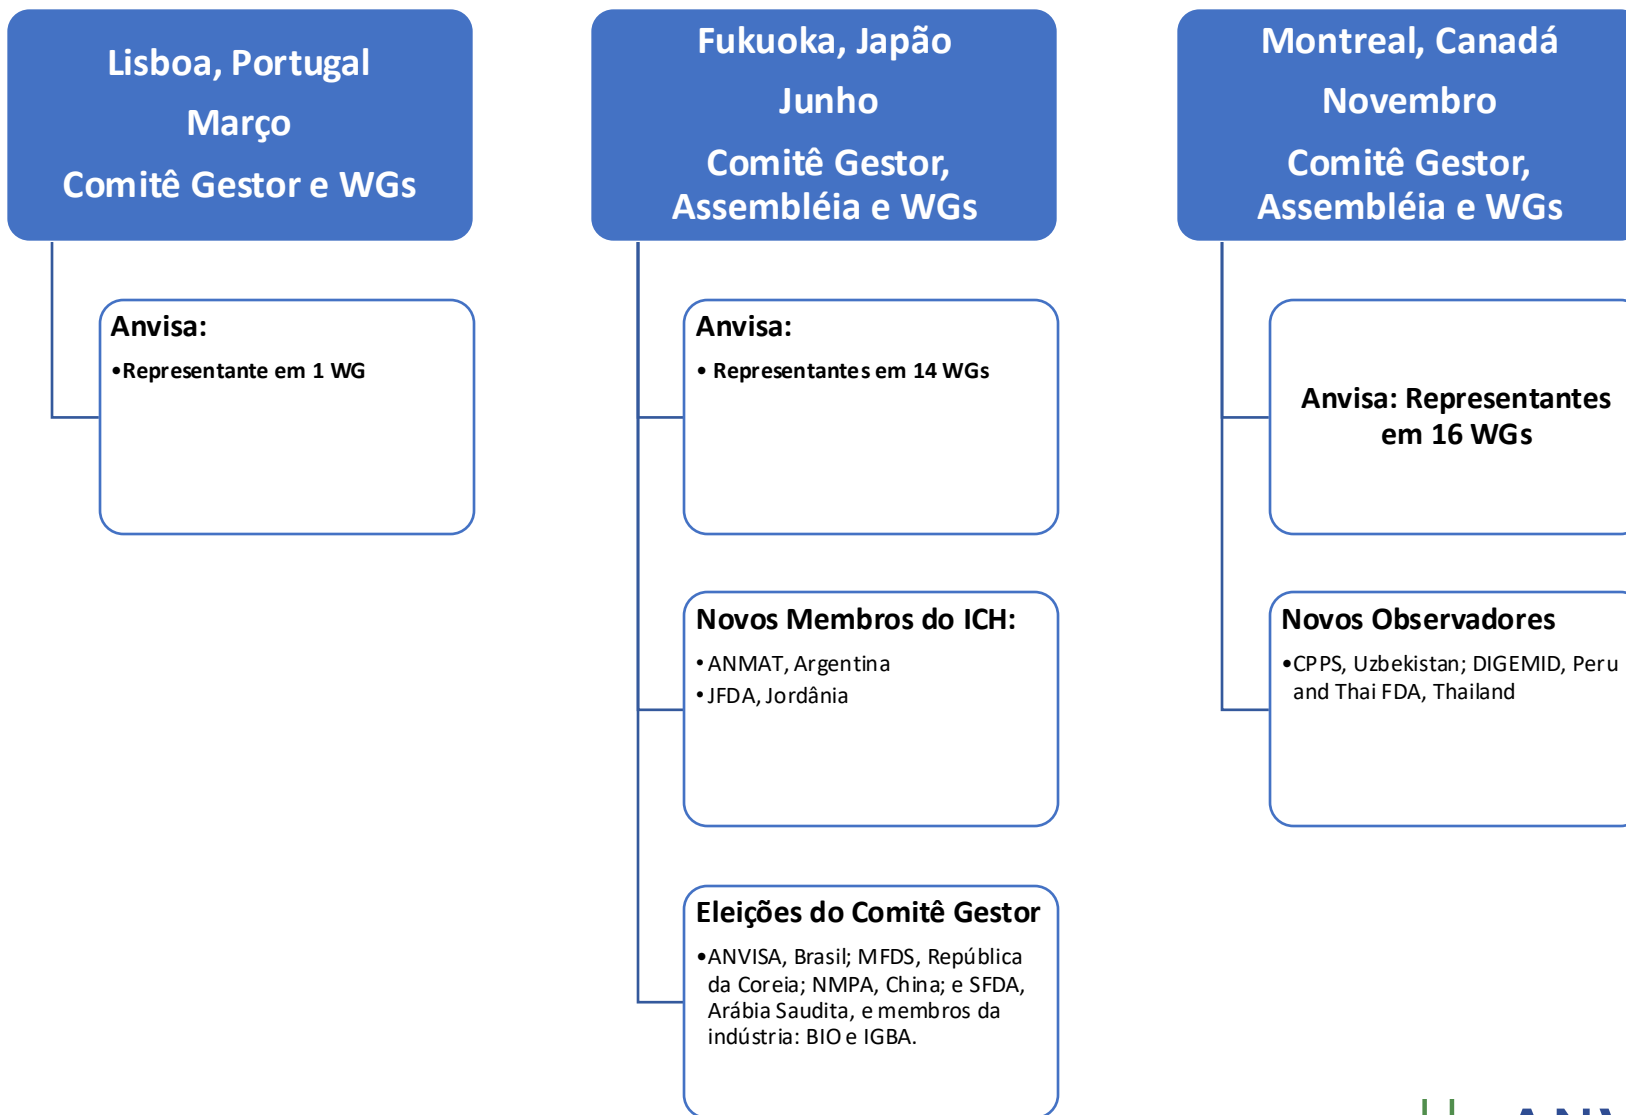 Lisboa, Portugal
Março
Comitê Gestor e WGs
Anvisa:
•Representante em 1 WG
Fukuoka, Japão
Junho
Comitê Gestor,
Assembléia e WGs
Anvisa:
• Representantes em 14 WGs
Novos Membros do ICH:
• ANMAT, Argentina
• JFDA, Jordânia
Eleições do Comitê Gestor
•ANVISA, Brasil; MFDS, República
da Coreia; NMPA, China; e SFDA,
Arábia Saudita, e membros da
indústria: BIO e IGBA.
Montreal, Canadá
Novembro
Comitê Gestor,
Assembléia e WGs
Anvisa: Representantes
em 16 WGs
Novos Observadores
•CPPS, Uzbekistan; DIGEMID, Peru
and Thai FDA, Thailand